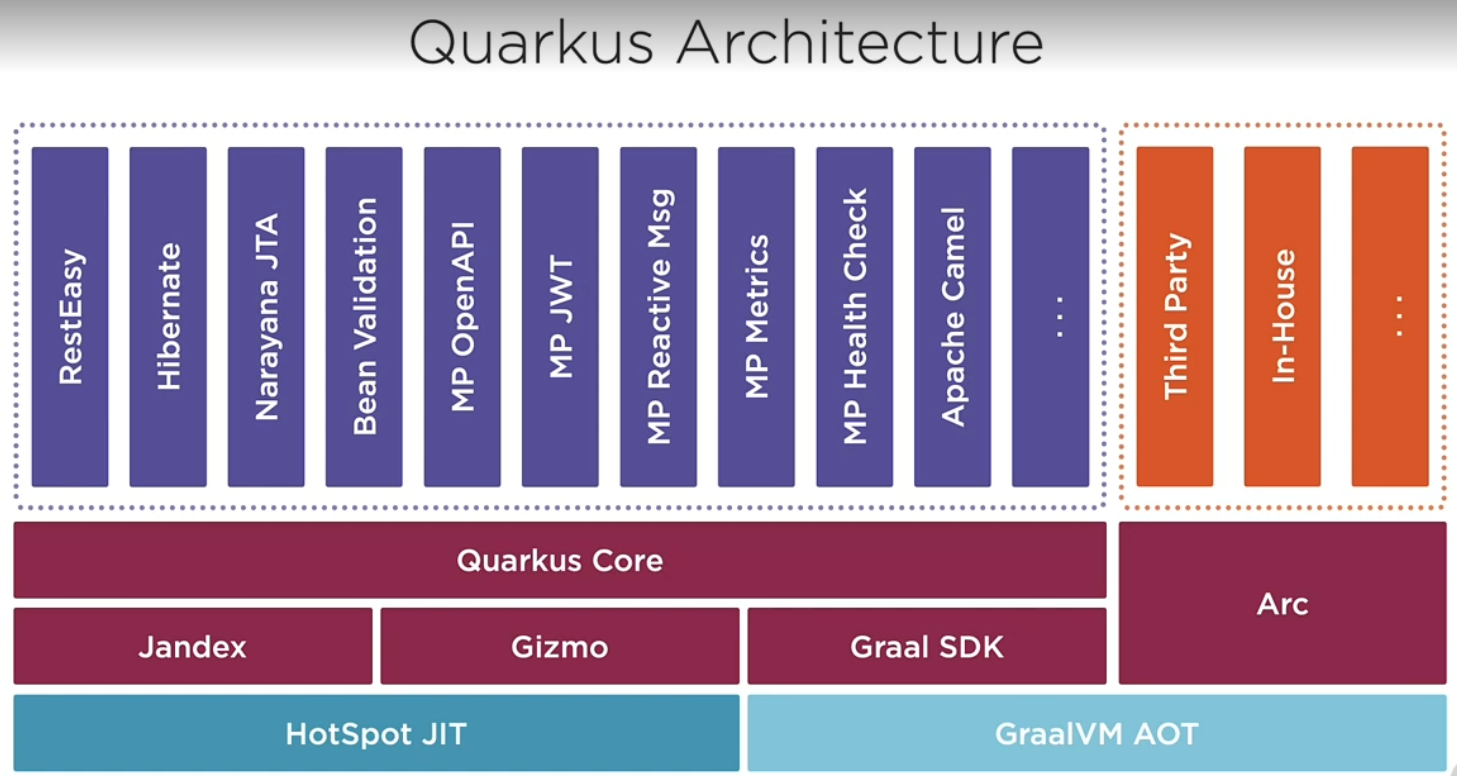 Quarkus Architecture
RestEasy
Hibernate
Narayana JTA
Bean Validation
MP OpenAPI
MP JWT
MP Reactive Msg
MP Metrics
MP Health Check
Apache Camel
...
Third Party
In-House
...
Quarkus Core
Arc
Jandex
Gizmo
Graal SDK
HotSpot JIT
GraalVM AOT